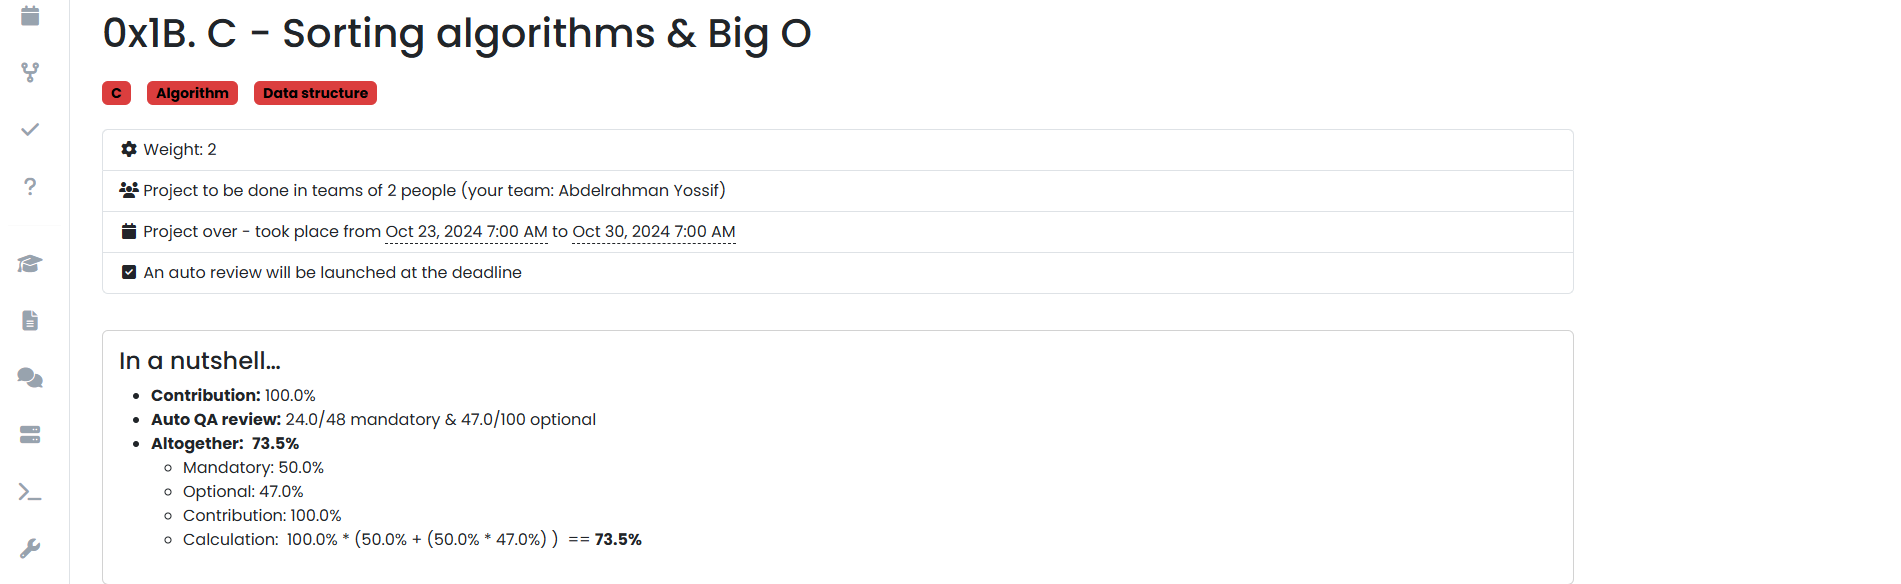 0x1B. C - Sorting algorithms & Big O
C Algorithm Data structure
Weight: 2
Project to be done in teams of 2 people (your team: Abdelrahman Yossif)
Project over - took place from Oct 23, 2024 7:00 AM to Oct 30, 2024 7:00 AM
An auto review will be launched at the deadline
In a nutshell…
Contribution: 100.0%
Auto QA review: 24.0/48 mandatory & 47.0/100 optional
Altogether: 73.5%
Mandatory: 50.0%
Optional: 47.0%
Contribution: 100.0%
Calculation: 100.0% * (50.0% + (50.0% * 47.0%) ) == 73.5%